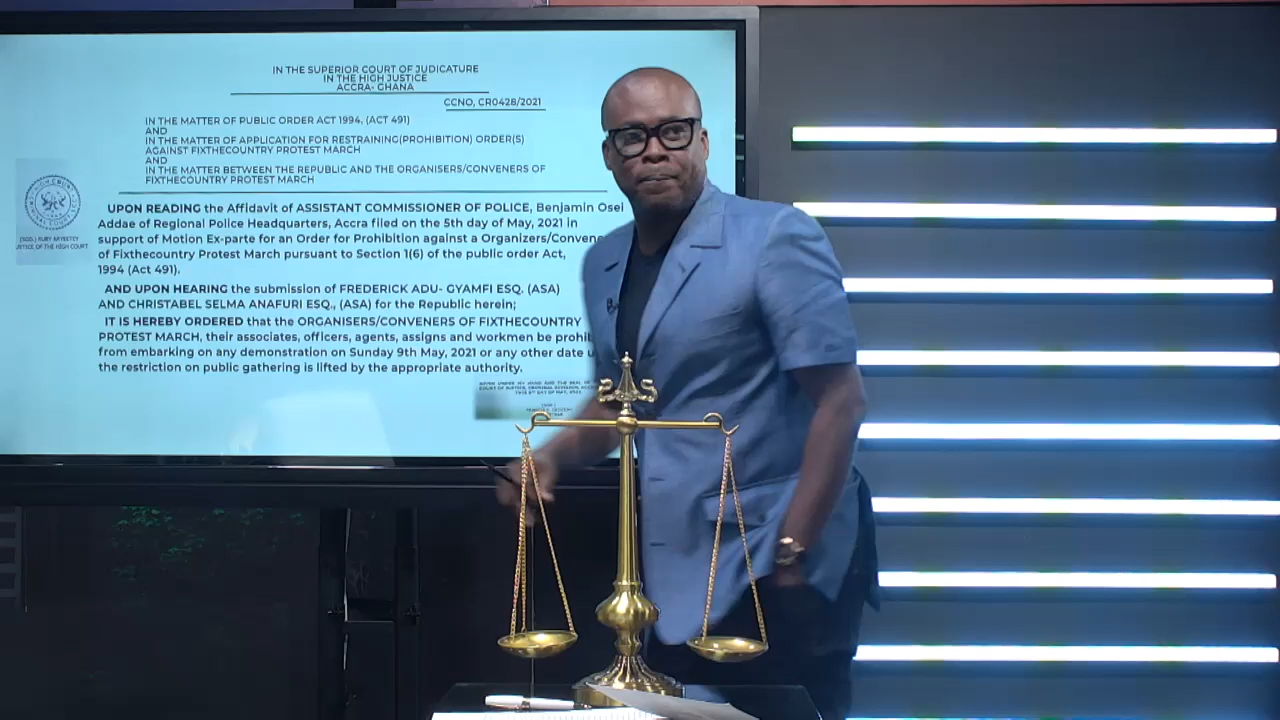 IN THE SUPERIOR COURT OF JUDICATURE
IN THE HIGH JUSTICE
ACCRA- GHANA
CCNO, CR0428/2021
IN THE MATTER OF PUBLIC ORDER ACT 1994, (ACT 491)
AND
IN THE MATTER OF APPLICATION FOR RESTRAINING(PROHIBITION) ORDER(S)
AGAINST FIXTHECOUNTRY PROTEST MARCH
AND
IN THE MATTER BETWEEN THE REPUBLIC AND THE ORGANISERS/CONVENERS OF
FIXTHECOUNTRY PROTEST MARCH
UPON READING the Affidavit of ASSISTANT COMMISSIONER OF POLICE, Benjamin Osei
Addae of Regional Police Headquarters, Accra filed on the 5th day of May, 2021 in
support of Motion Ex-parte for an Order for Prohibition against a Organizers/Convene
of Fixthecountry Protest March pursuant to Section 1(6) of the public order Act,
1994 (Act 491).
AND UPON HEARING the submission of FREDERICK ADU- GYAMFI ESQ. (ASA)
AND CHRISTABEL SELMA ANAFURI ESQ., (ASA) for the Republic herein;
IT IS HEREBY ORDERED that the ORGANISERS/CONVENERS OF FIXTHECOUNTRY
PROTEST MARCH, their associates, officers, agents, assigns and workmen be prohib
from embarking on any demonstration on Sunday 9th May, 2021 or any other date u
the restriction on public gathering is lifted by the appropriate authority.
(SGD.) RUBY ARYEETEY
JUSTICE OF THE HIGH COURT